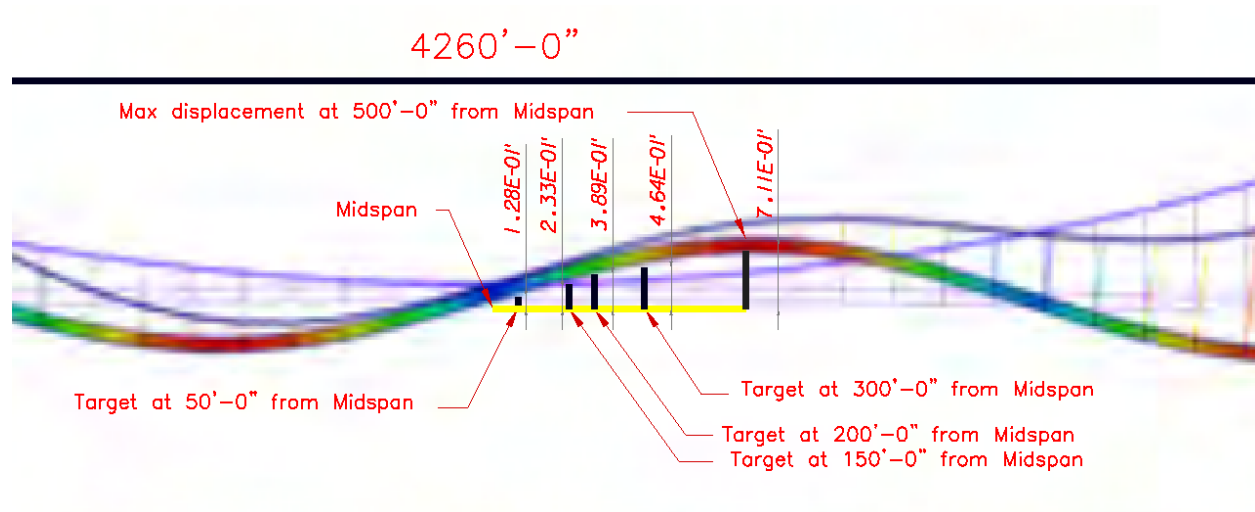 4260'-0"
Max displacement at 500'-0" from Midspan
1.28E-01'
2.33E-01'
3.89E-01'
4.64E-01'
7.11E-01'
Midspan
Target at 50'-0" from Midspan
Target at 300'-0" from Midspan
Target at 200'-0" from Midspan
Target at 150'-0" from Midspan